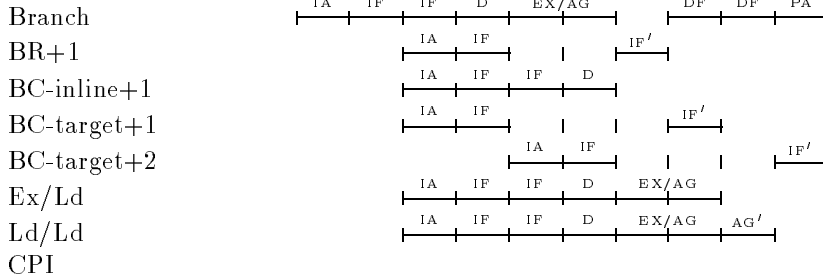 Branch IA IF IF D EX/AG DF DF PA
BR+1 IA IF IF′
BC-inline+1 IA IF IF D
BC-target+1 IA IF IF′
BC-target+2 IA IF IF′
Ex/Ld IA IF IF D EX/AG
Ld/Ld IA IF IF D EX/AG AG′
CPI